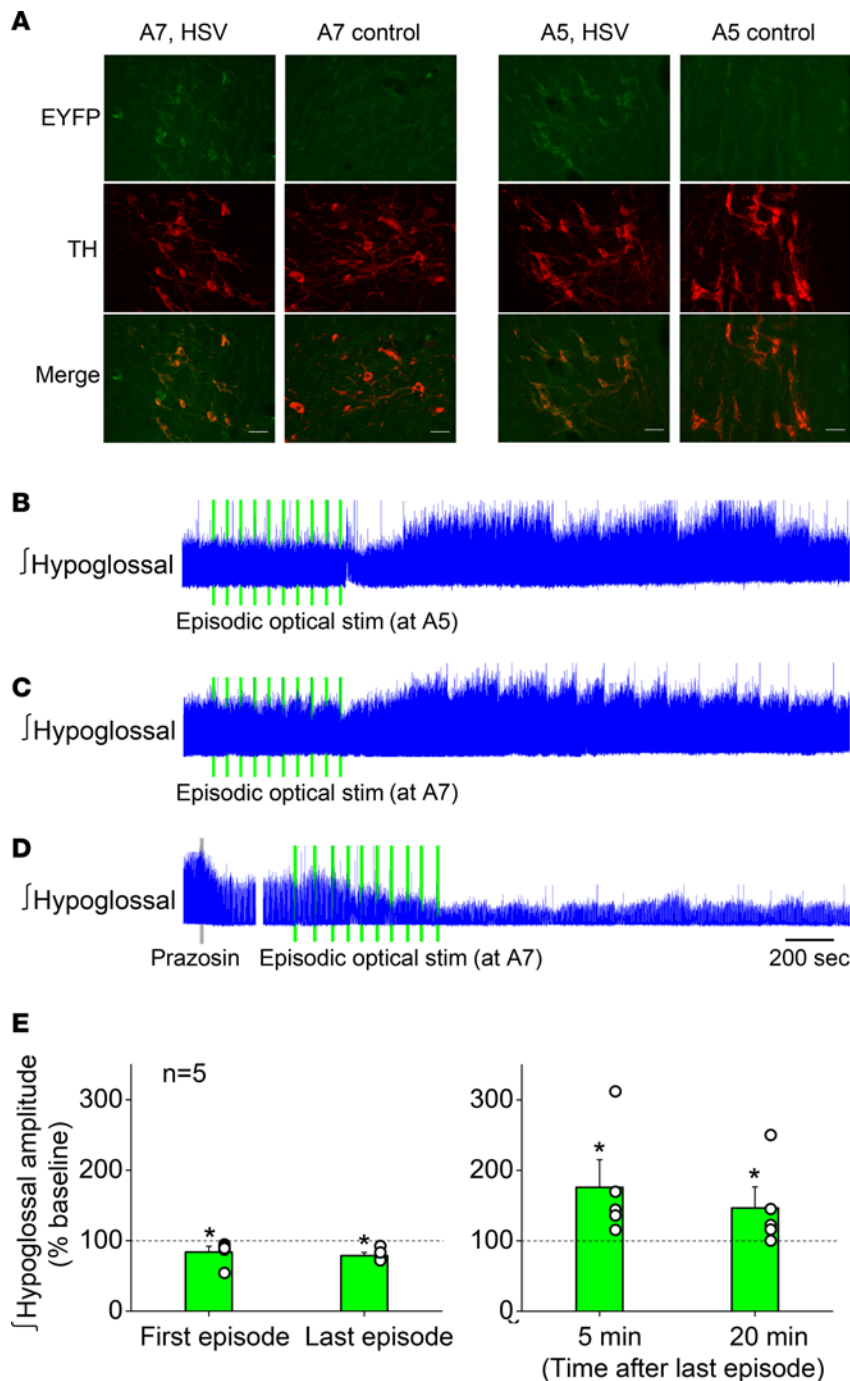 A
A7, HSV
A7 control
A5, HSV
A5 control
EYFP
TH
Merge
B
∫Hypoglossal
Episodic optical stim (at A5)
C
∫Hypoglossal
Episodic optical stim (at A7)
D
∫Hypoglossal
Prazosin
Episodic optical stim (at A7)
200 sec
E
∫Hypoglossal amplitude
(% baseline)
n=5
300
200
100
0
*
*
First episode
Last episode
300
200
100
0
*
*
5 min
20 min
(Time after last episode)